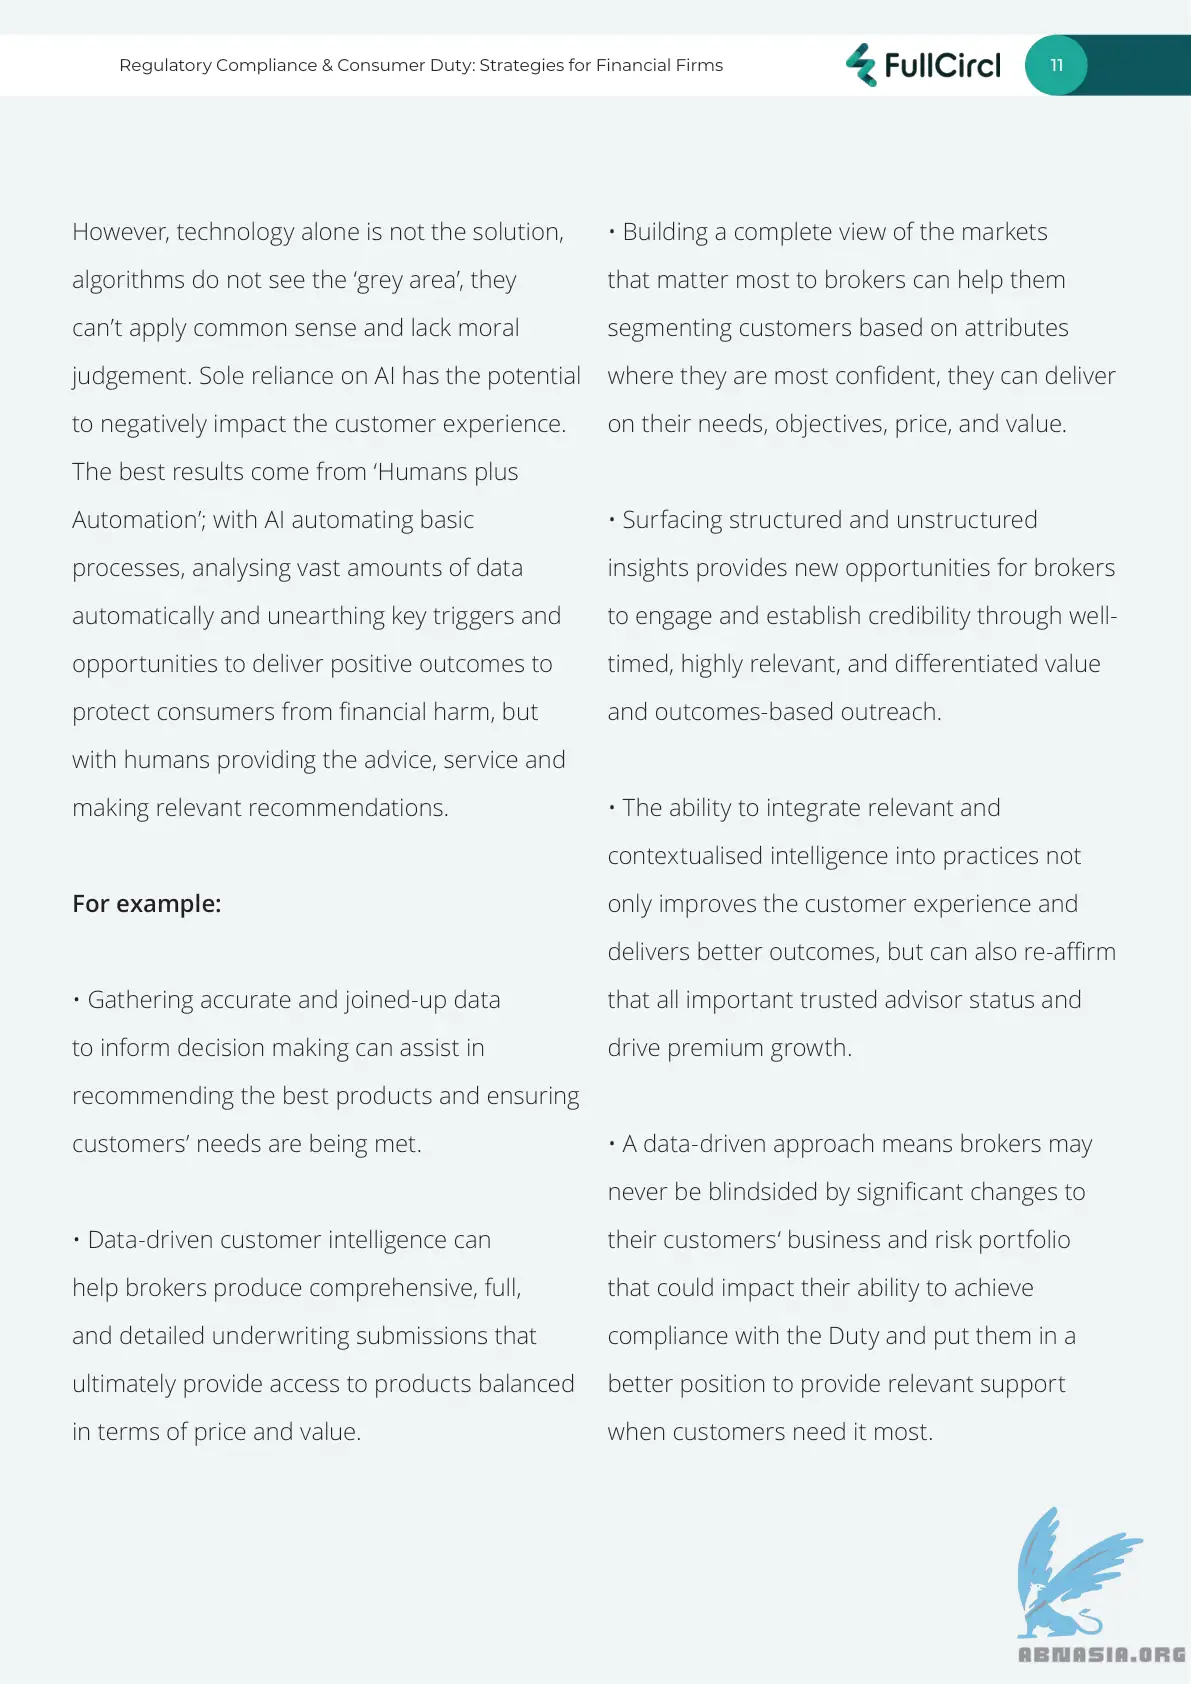 Regulatory Compliance & Consumer Duty: Strategies for Financial Firms
FullCircl
11
However, technology alone is not the solution,
algorithms do not see the ‘grey area’, they
can’t apply common sense and lack moral
judgement. Sole reliance on AI has the potential
to negatively impact the customer experience.
The best results come from ‘Humans plus
Automation’; with AI automating basic
processes, analysing vast amounts of data
automatically and unearthing key triggers and
opportunities to deliver positive outcomes to
protect consumers from financial harm, but
with humans providing the advice, service and
making relevant recommendations.
For example:
• Gathering accurate and joined-up data
to inform decision making can assist in
recommending the best products and ensuring
customers’ needs are being met.
• Data-driven customer intelligence can
help brokers produce comprehensive, full,
and detailed underwriting submissions that
ultimately provide access to products balanced
in terms of price and value.
• Building a complete view of the markets
that matter most to brokers can help them
segmenting customers based on attributes
where they are most confident, they can deliver
on their needs, objectives, price, and value.
• Surfacing structured and unstructured
insights provides new opportunities for brokers
to engage and establish credibility through well-
timed, highly relevant, and differentiated value
and outcomes-based outreach.
• The ability to integrate relevant and
contextualised intelligence into practices not
only improves the customer experience and
delivers better outcomes, but can also re-affirm
that all important trusted advisor status and
drive premium growth.
• A data-driven approach means brokers may
never be blindsided by significant changes to
their customers‘ business and risk portfolio
that could impact their ability to achieve
compliance with the Duty and put them in a
better position to provide relevant support
when customers need it most.
ABNASIA.ORG